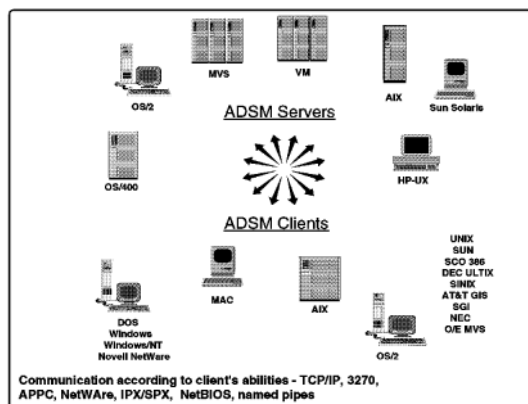 MVS
VM
OS/2
AIX
Sun Solaris
ADSM Servers
OS/400
HP-UX
ADSM Clients
UNIX
SUN
SCO 386
DEC ULTIX
SINIX
AT&T GIS
SGI
NEC
O/E MVS
MAC
AIX
DOS
Windows
Windows/NT
Novell NetWare
OS/2
Communication according to client's abilities - TCP/IP, 3270,
APPC, NetWAre, IPX/SPX, NetBIOS, named pipes